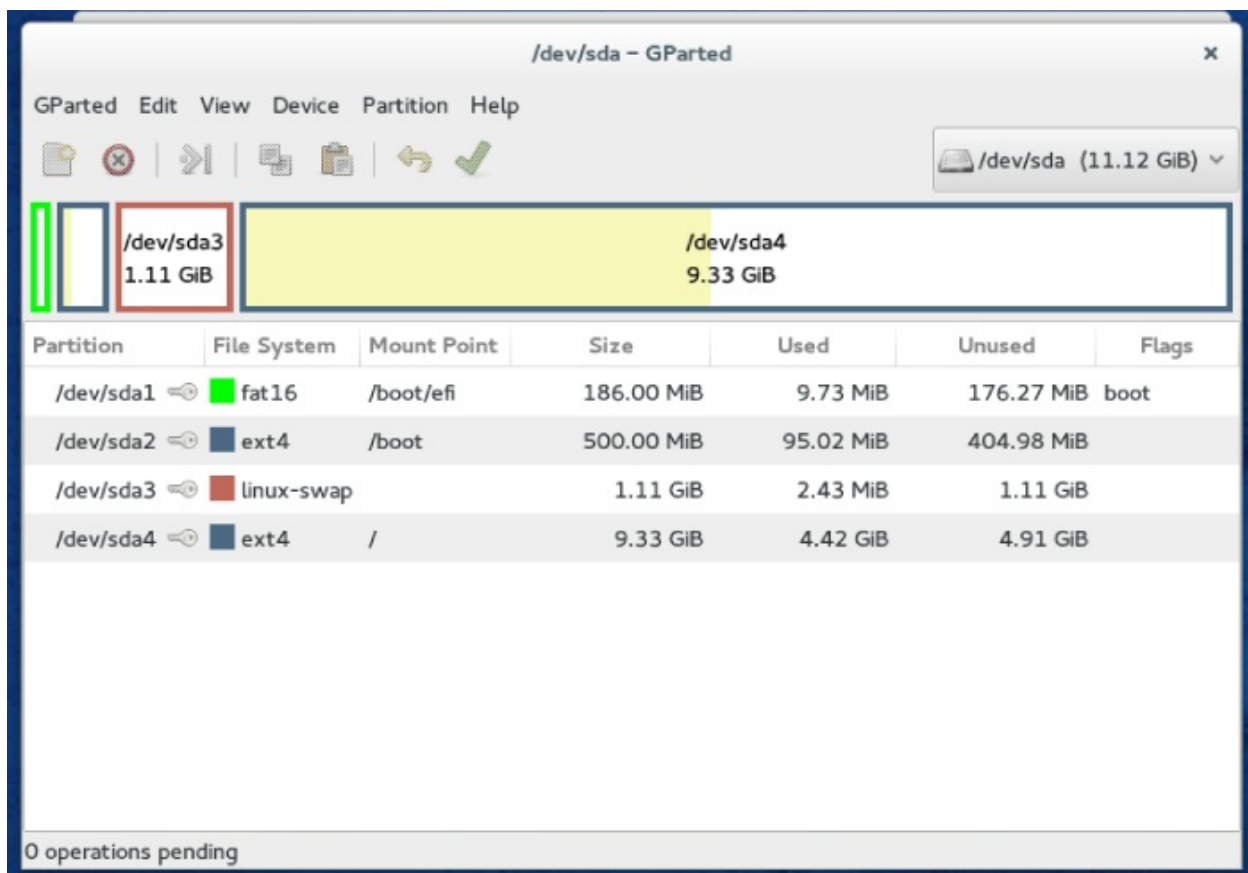 /dev/sda – GParted
GParted Edit View Device Partition Help
/dev/sda (11.12 GiB)
/dev/sda3
1.11 GiB
/dev/sda4
9.33 GiB
Partition File System Mount Point Size Used Unused Flags
/dev/sda1 fat16 /boot/efi 186.00 MiB 9.73 MiB 176.27 MiB boot
/dev/sda2 ext4 /boot 500.00 MiB 95.02 MiB 404.98 MiB
/dev/sda3 linux-swap 1.11 GiB 2.43 MiB 1.11 GiB
/dev/sda4 ext4 / 9.33 GiB 4.42 GiB 4.91 GiB
0 operations pending